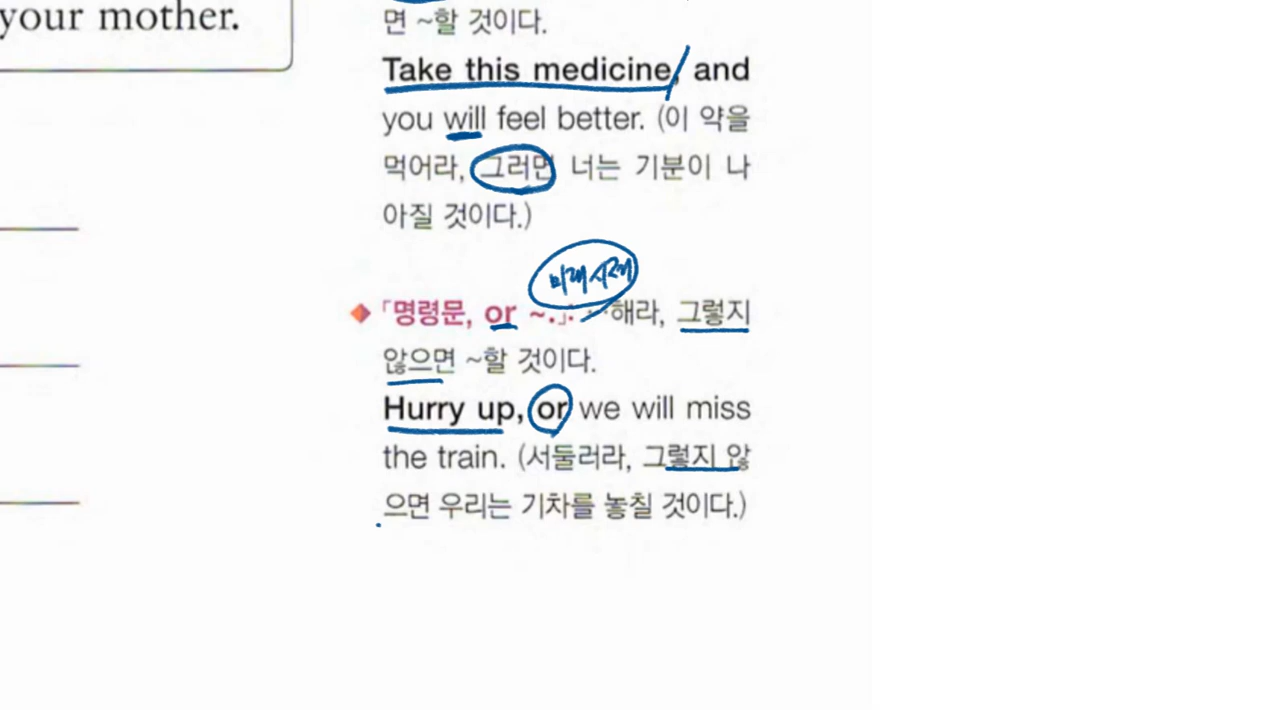 your mother.
면 ~할 것이다.
Take this medicine, and
you will feel better. (이 약을
먹어라, 그러면 너는 기분이 나
아질 것이다.)
미래시제
「명령문, or ~.」: 해라, 그렇지
않으면 ~할 것이다.
Hurry up, or we will miss
the train. (서둘러라, 그렇지 않
으면 우리는 기차를 놓칠 것이다.)